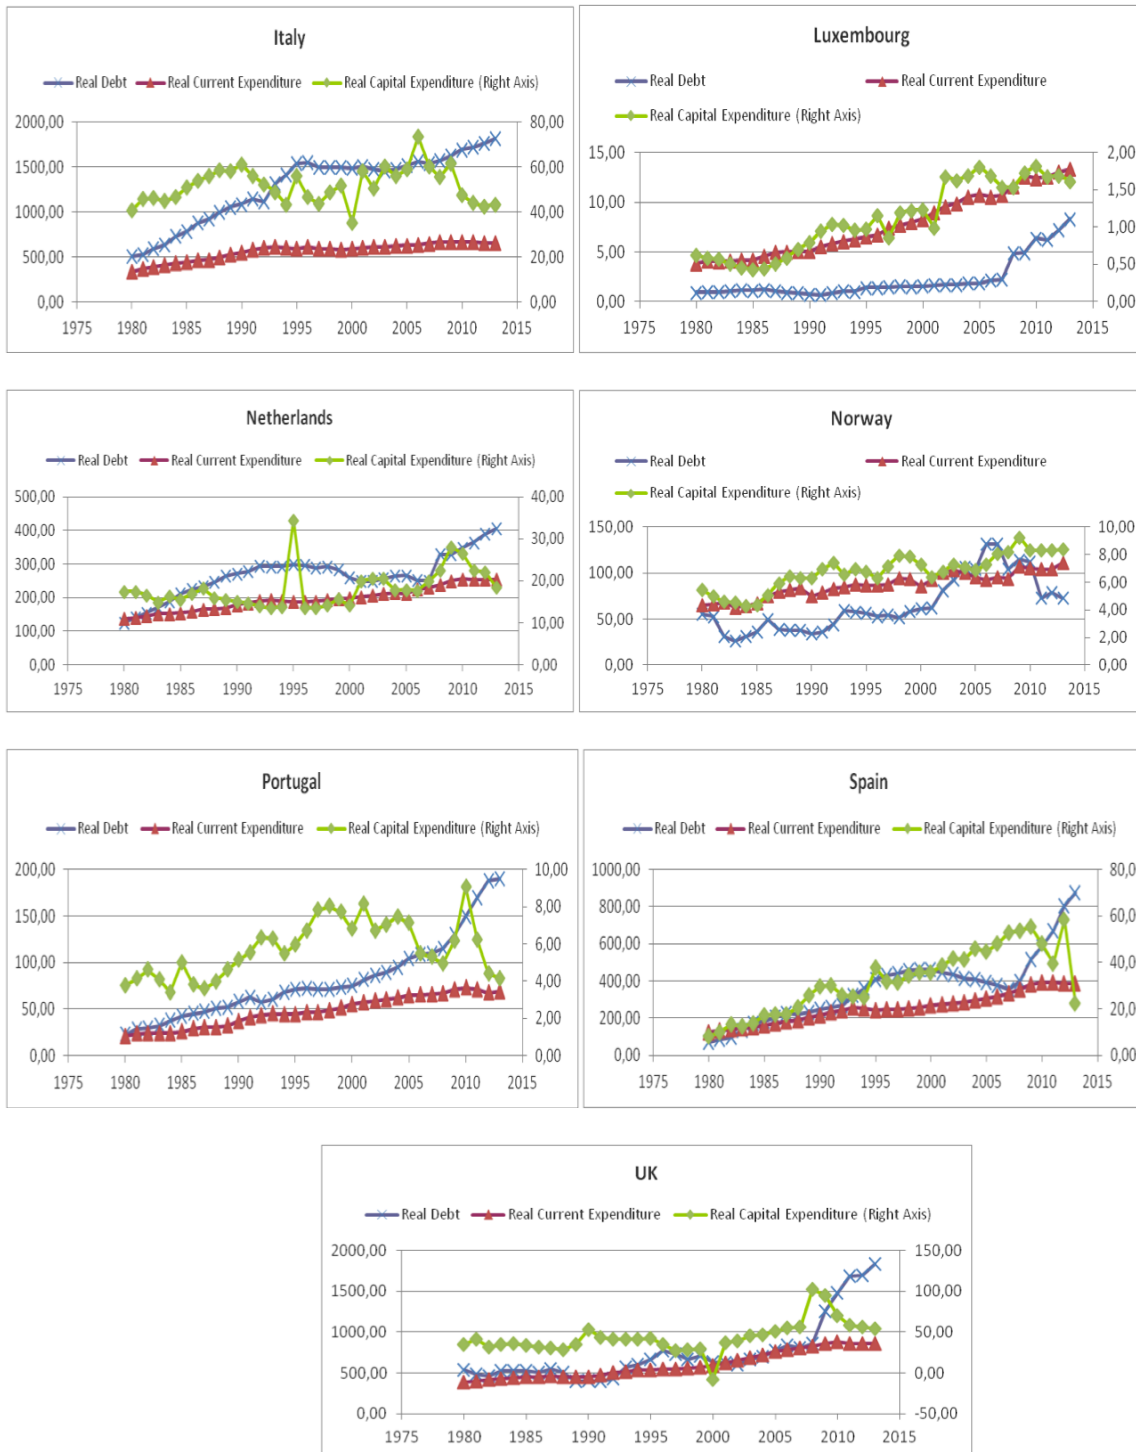 Italy
Real Debt Real Current Expenditure Real Capital Expenditure (Right Axis)
2000,00 80,00
1500,00 60,00
1000,00 40,00
500,00 20,00
0,00 0,00
1975 1980 1985 1990 1995 2000 2005 2010 2015
Luxembourg
Real Debt Real Current Expenditure
Real Capital Expenditure (Right Axis)
15,00 2,00
1,50
10,00
1,00
5,00
0,50
0,00 0,00
1975 1980 1985 1990 1995 2000 2005 2010 2015
Netherlands
Real Debt Real Current Expenditure Real Capital Expenditure (Right Axis)
500,00 40,00
400,00
30,00
300,00
20,00
200,00
100,00 10,00
0,00 0,00
1975 1980 1985 1990 1995 2000 2005 2010 2015
Norway
Real Debt Real Current Expenditure
Real Capital Expenditure (Right Axis)
150,00 10,00
8,00
100,00
6,00
4,00
50,00
2,00
0,00 0,00
1975 1980 1985 1990 1995 2000 2005 2010 2015
Portugal
Real Debt Real Current Expenditure Real Capital Expenditure (Right Axis)
200,00 10,00
8,00
150,00
6,00
100,00
4,00
50,00
2,00
0,00 0,00
1975 1980 1985 1990 1995 2000 2005 2010 2015
Spain
Real Debt Real Current Expenditure Real Capital Expenditure (Right Axis)
1000,00 80,00
800,00
60,00
600,00
40,00
400,00
200,00 20,00
0,00 0,00
1975 1980 1985 1990 1995 2000 2005 2010 2015
UK
Real Debt Real Current Expenditure Real Capital Expenditure (Right Axis)
2000,00 150,00
1500,00 100,00
1000,00 50,00
500,00 0,00
0,00 -50,00
1975 1980 1985 1990 1995 2000 2005 2010 2015